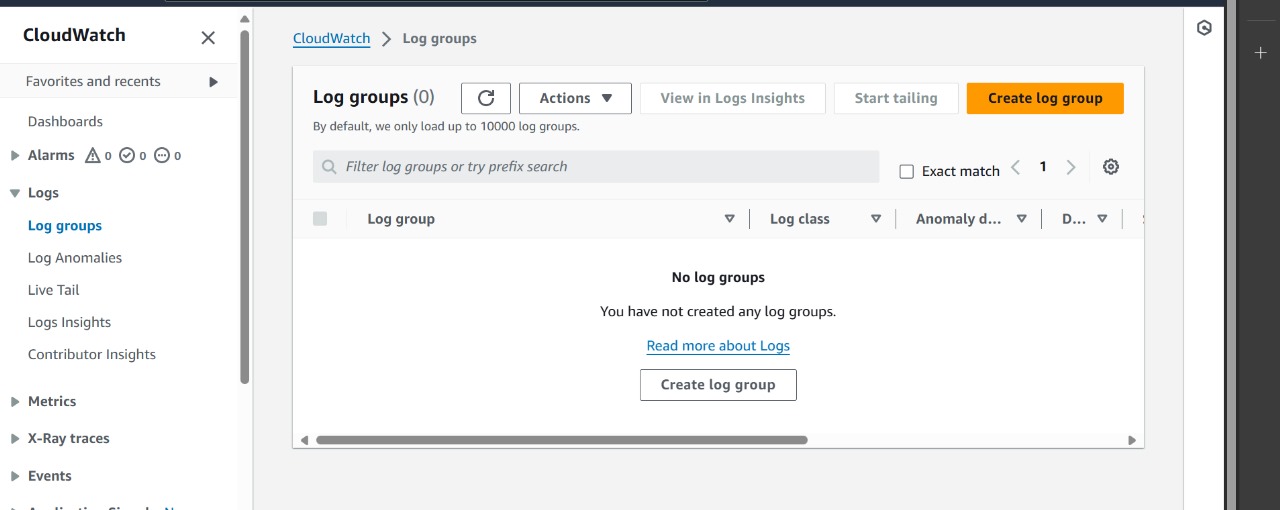 CloudWatch
Favorites and recents
Dashboards
Alarms 0 0 0
Logs
Log groups
Log Anomalies
Live Tail
Logs Insights
Contributor Insights
Metrics
X-Ray traces
Events
CloudWatch Log groups
Log groups (0) Actions View in Logs Insights Start tailing Create log group
By default, we only load up to 10000 log groups.
Filter log groups or try prefix search Exact match 1
Log group Log class Anomaly d... D...
No log groups
You have not created any log groups.
Read more about Logs
Create log group